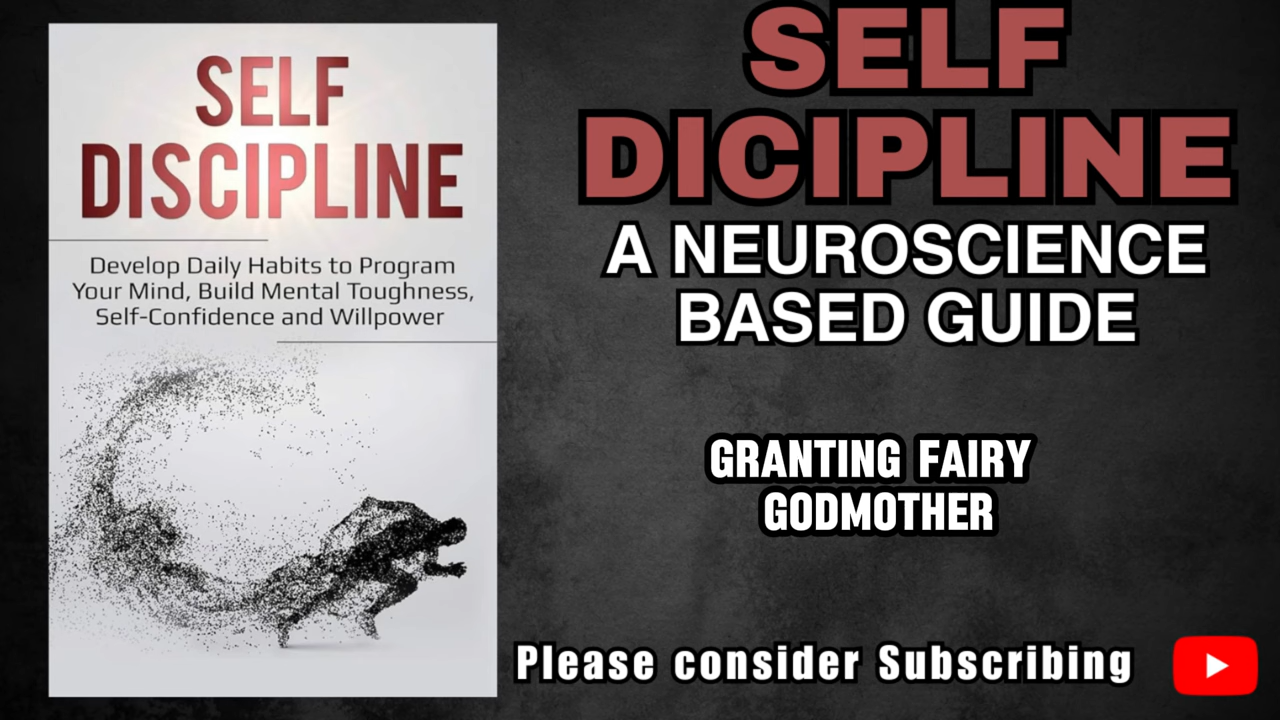 SELF
DISCIPLINE
Develop Daily Habits to Program
Your Mind, Build Mental Toughness,
Self-Confidence and Willpower
SELF
DICIPLINE
A NEUROSCIENCE
BASED GUIDE
GRANTING FAIRY
GODMOTHER
Please consider Subscribing